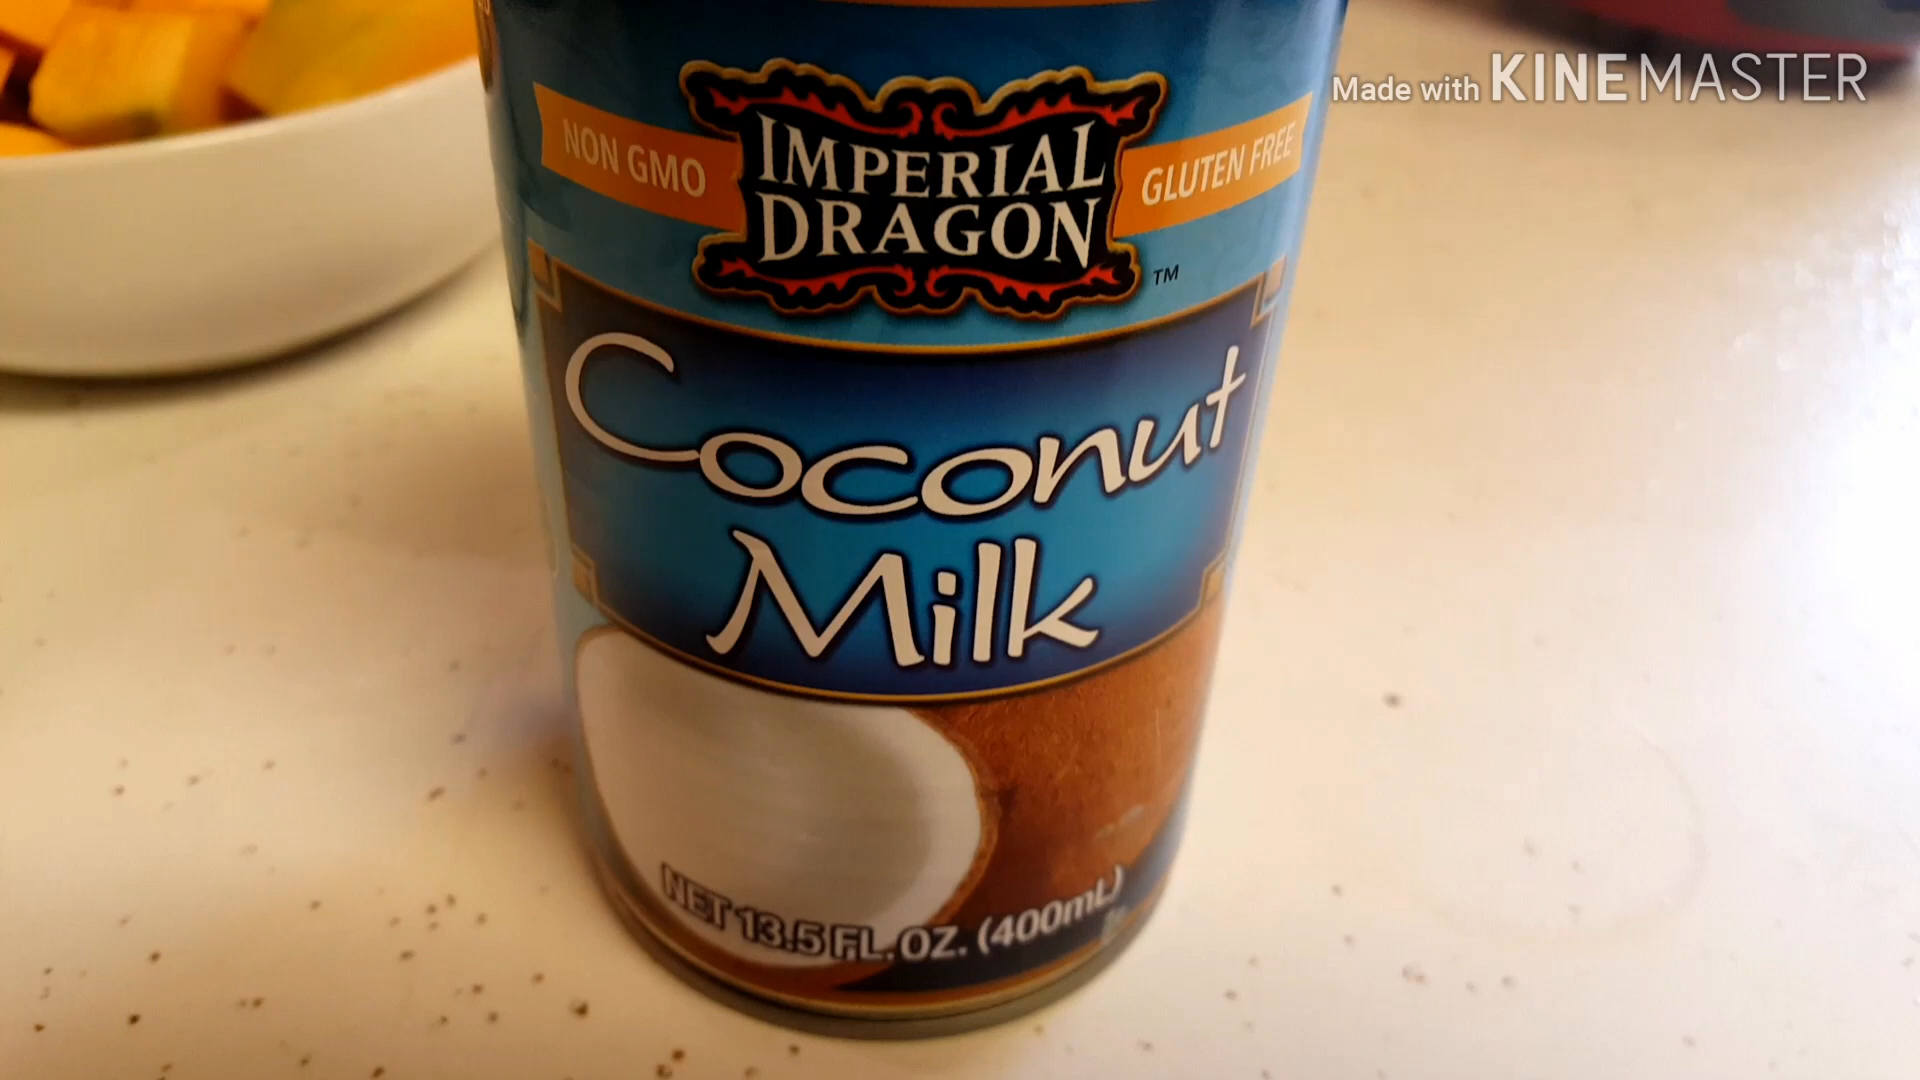 Made with KINEMASTER
NON GMO
IMPERIAL
DRAGON
TM
GLUTEN FREE
Coconut
Milk
NET 13.5 FL. OZ. (400mL)